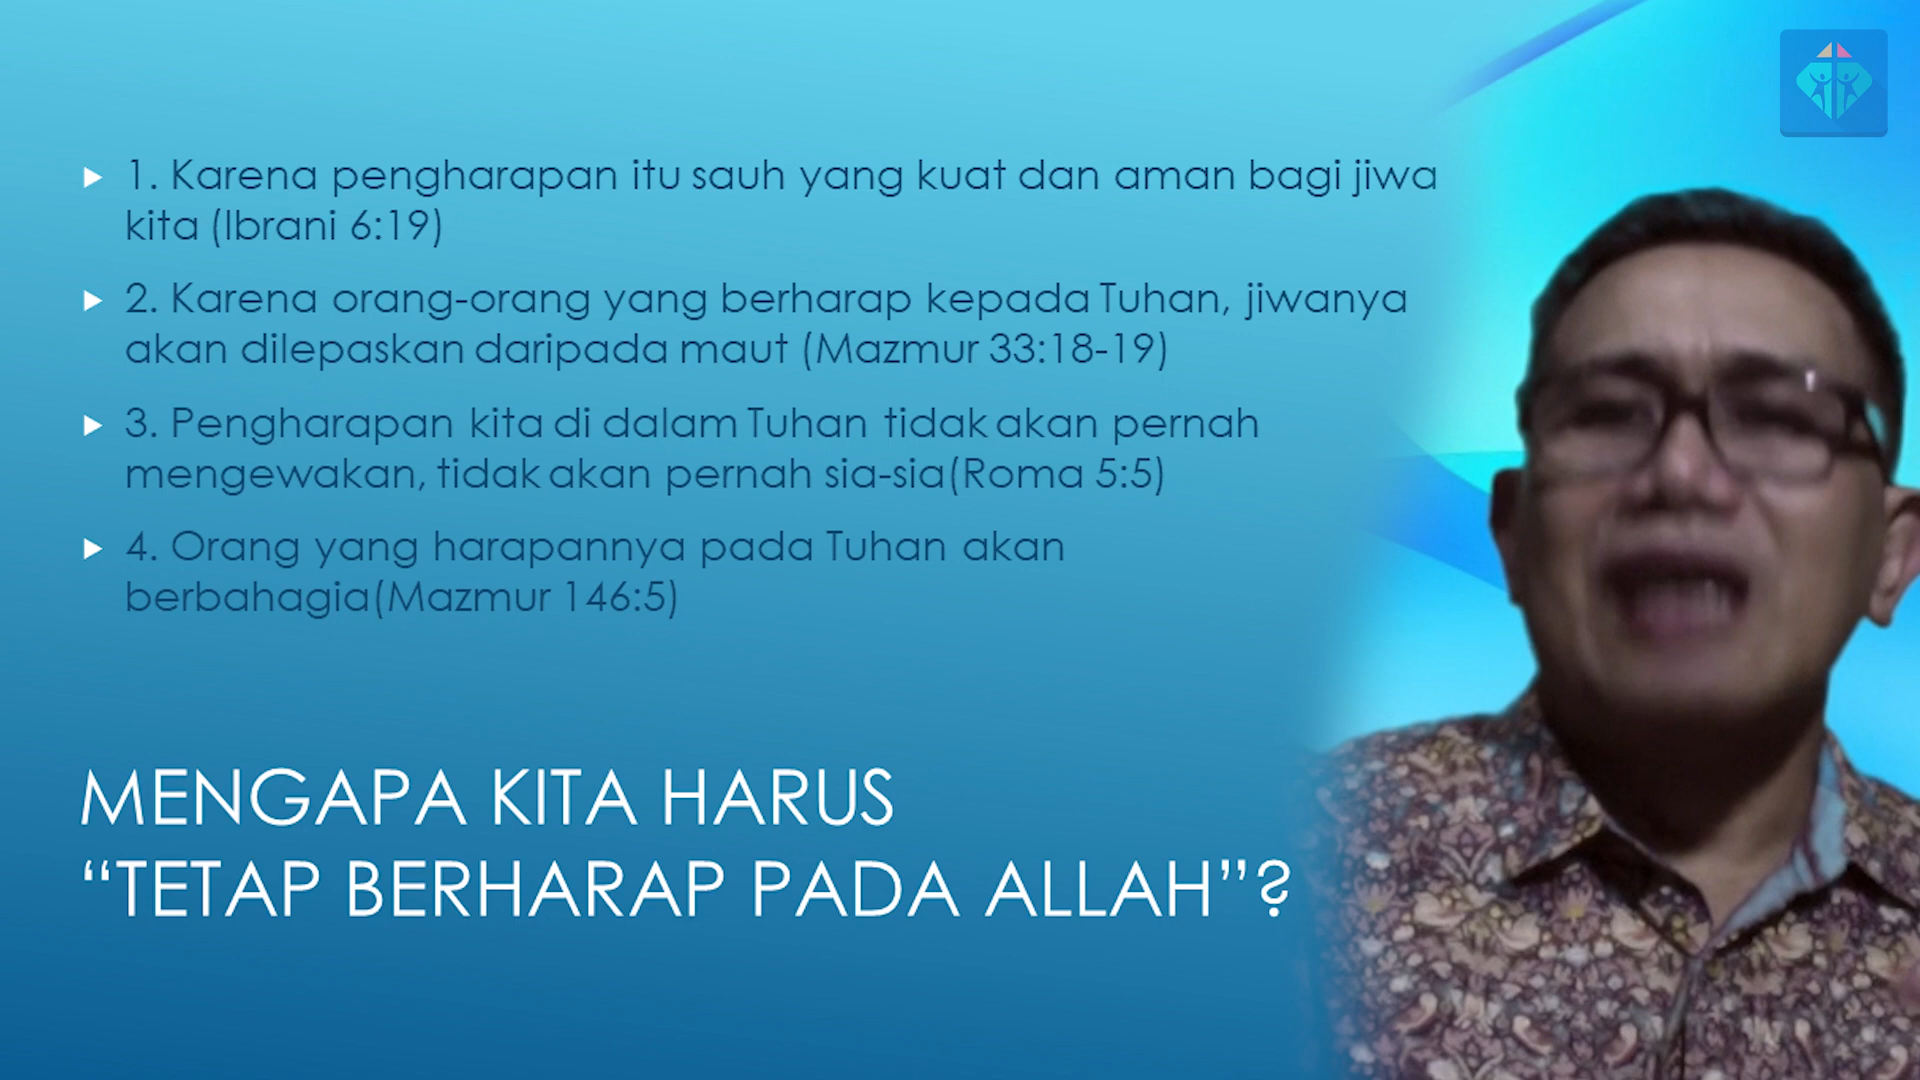 1. Karena pengharapan itu sauh yang kuat dan aman bagi jiwa
kita (Ibrani 6:19)
2. Karena orang-orang yang berharap kepada Tuhan, jiwanya
akan dilepaskan daripada maut (Mazmur 33:18-19)
3. Pengharapan kita di dalam Tuhan tidak akan pernah
mengewakan, tidak akan pernah sia-sia(Roma 5:5)
4. Orang yang harapannya pada Tuhan akan
berbahagia(Mazmur 146:5)
MENGAPA KITA HARUS
“TETAP BERHARAP PADA ALLAH”?